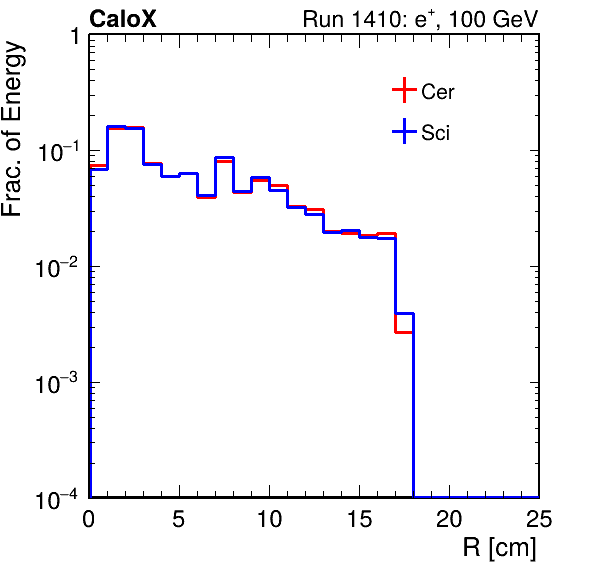 CaloX Run 1410: e⁺, 100 GeV
Frac. of Energy
Cer
Sci
1
10⁻¹
10⁻²
10⁻³
10⁻⁴
0 5 10 15 20 25
R [cm]